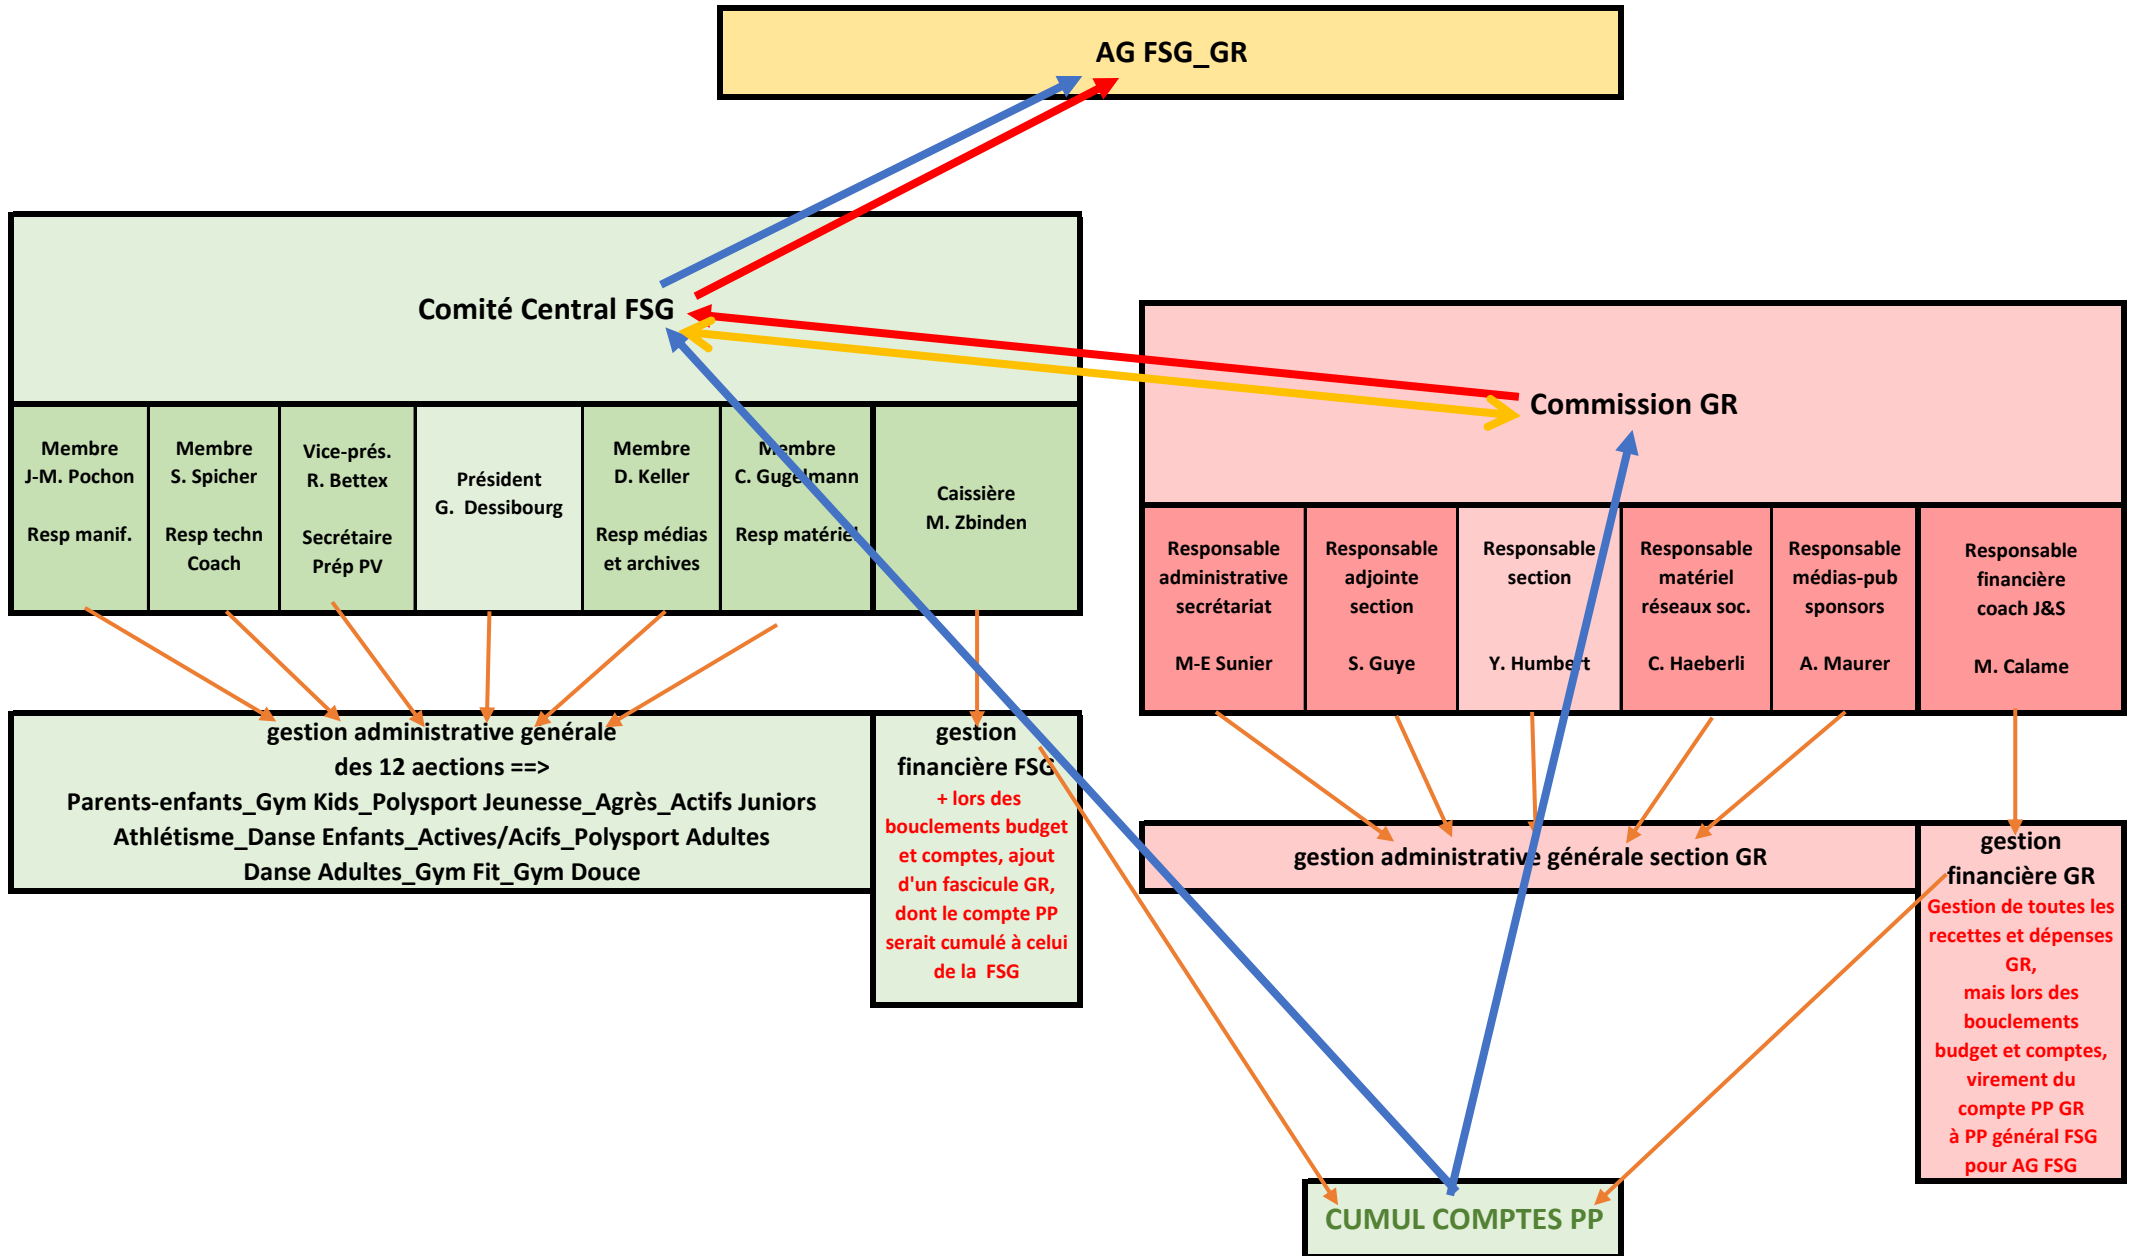 AG FSG_GR
Comité Central FSG
Membre
J-M. Pochon
Resp manif.
Membre
S. Spicher
Resp techn
Coach
Vice-prés.
R. Bettex
Secrétaire
Prép PV
Président
G.  Dessibourg
Membre
D. Keller
Resp médias
et archives
Membre
C. Gugelmann
Resp matériel
Caissière
M. Zbinden
Commission GR
Responsable
administrative
secrétariat
M-E Sunier
Responsable
adjointe
section
S. Guye
Responsable
section
Y. Humbert
Responsable
matériel
réseaux soc.
C. Haeberli
Responsable
médias-pub
sponsors
A. Maurer
Responsable
financière
coach J&S
M. Calame
gestion administrative générale
des 12 aections ==>
Parents-enfants_Gym Kids_Polysport Jeunesse_Agrès_Actifs Juniors
Athlétisme_Danse Enfants_Actives/Acifs_Polysport Adultes
Danse Adultes_Gym Fit_Gym Douce
gestion
financière FSG
+ lors des
bouclements budget
et comptes, ajout
d'un fascicule GR,
dont le compte PP
serait cumulé à celui
de la  FSG
gestion administrative générale section GR
gestion
financière GR
Gestion de toutes les
recettes et dépenses
GR,
mais lors des
bouclements
budget et comptes,
virement du
compte PP GR
à PP général FSG
pour AG FSG
CUMUL COMPTES PP